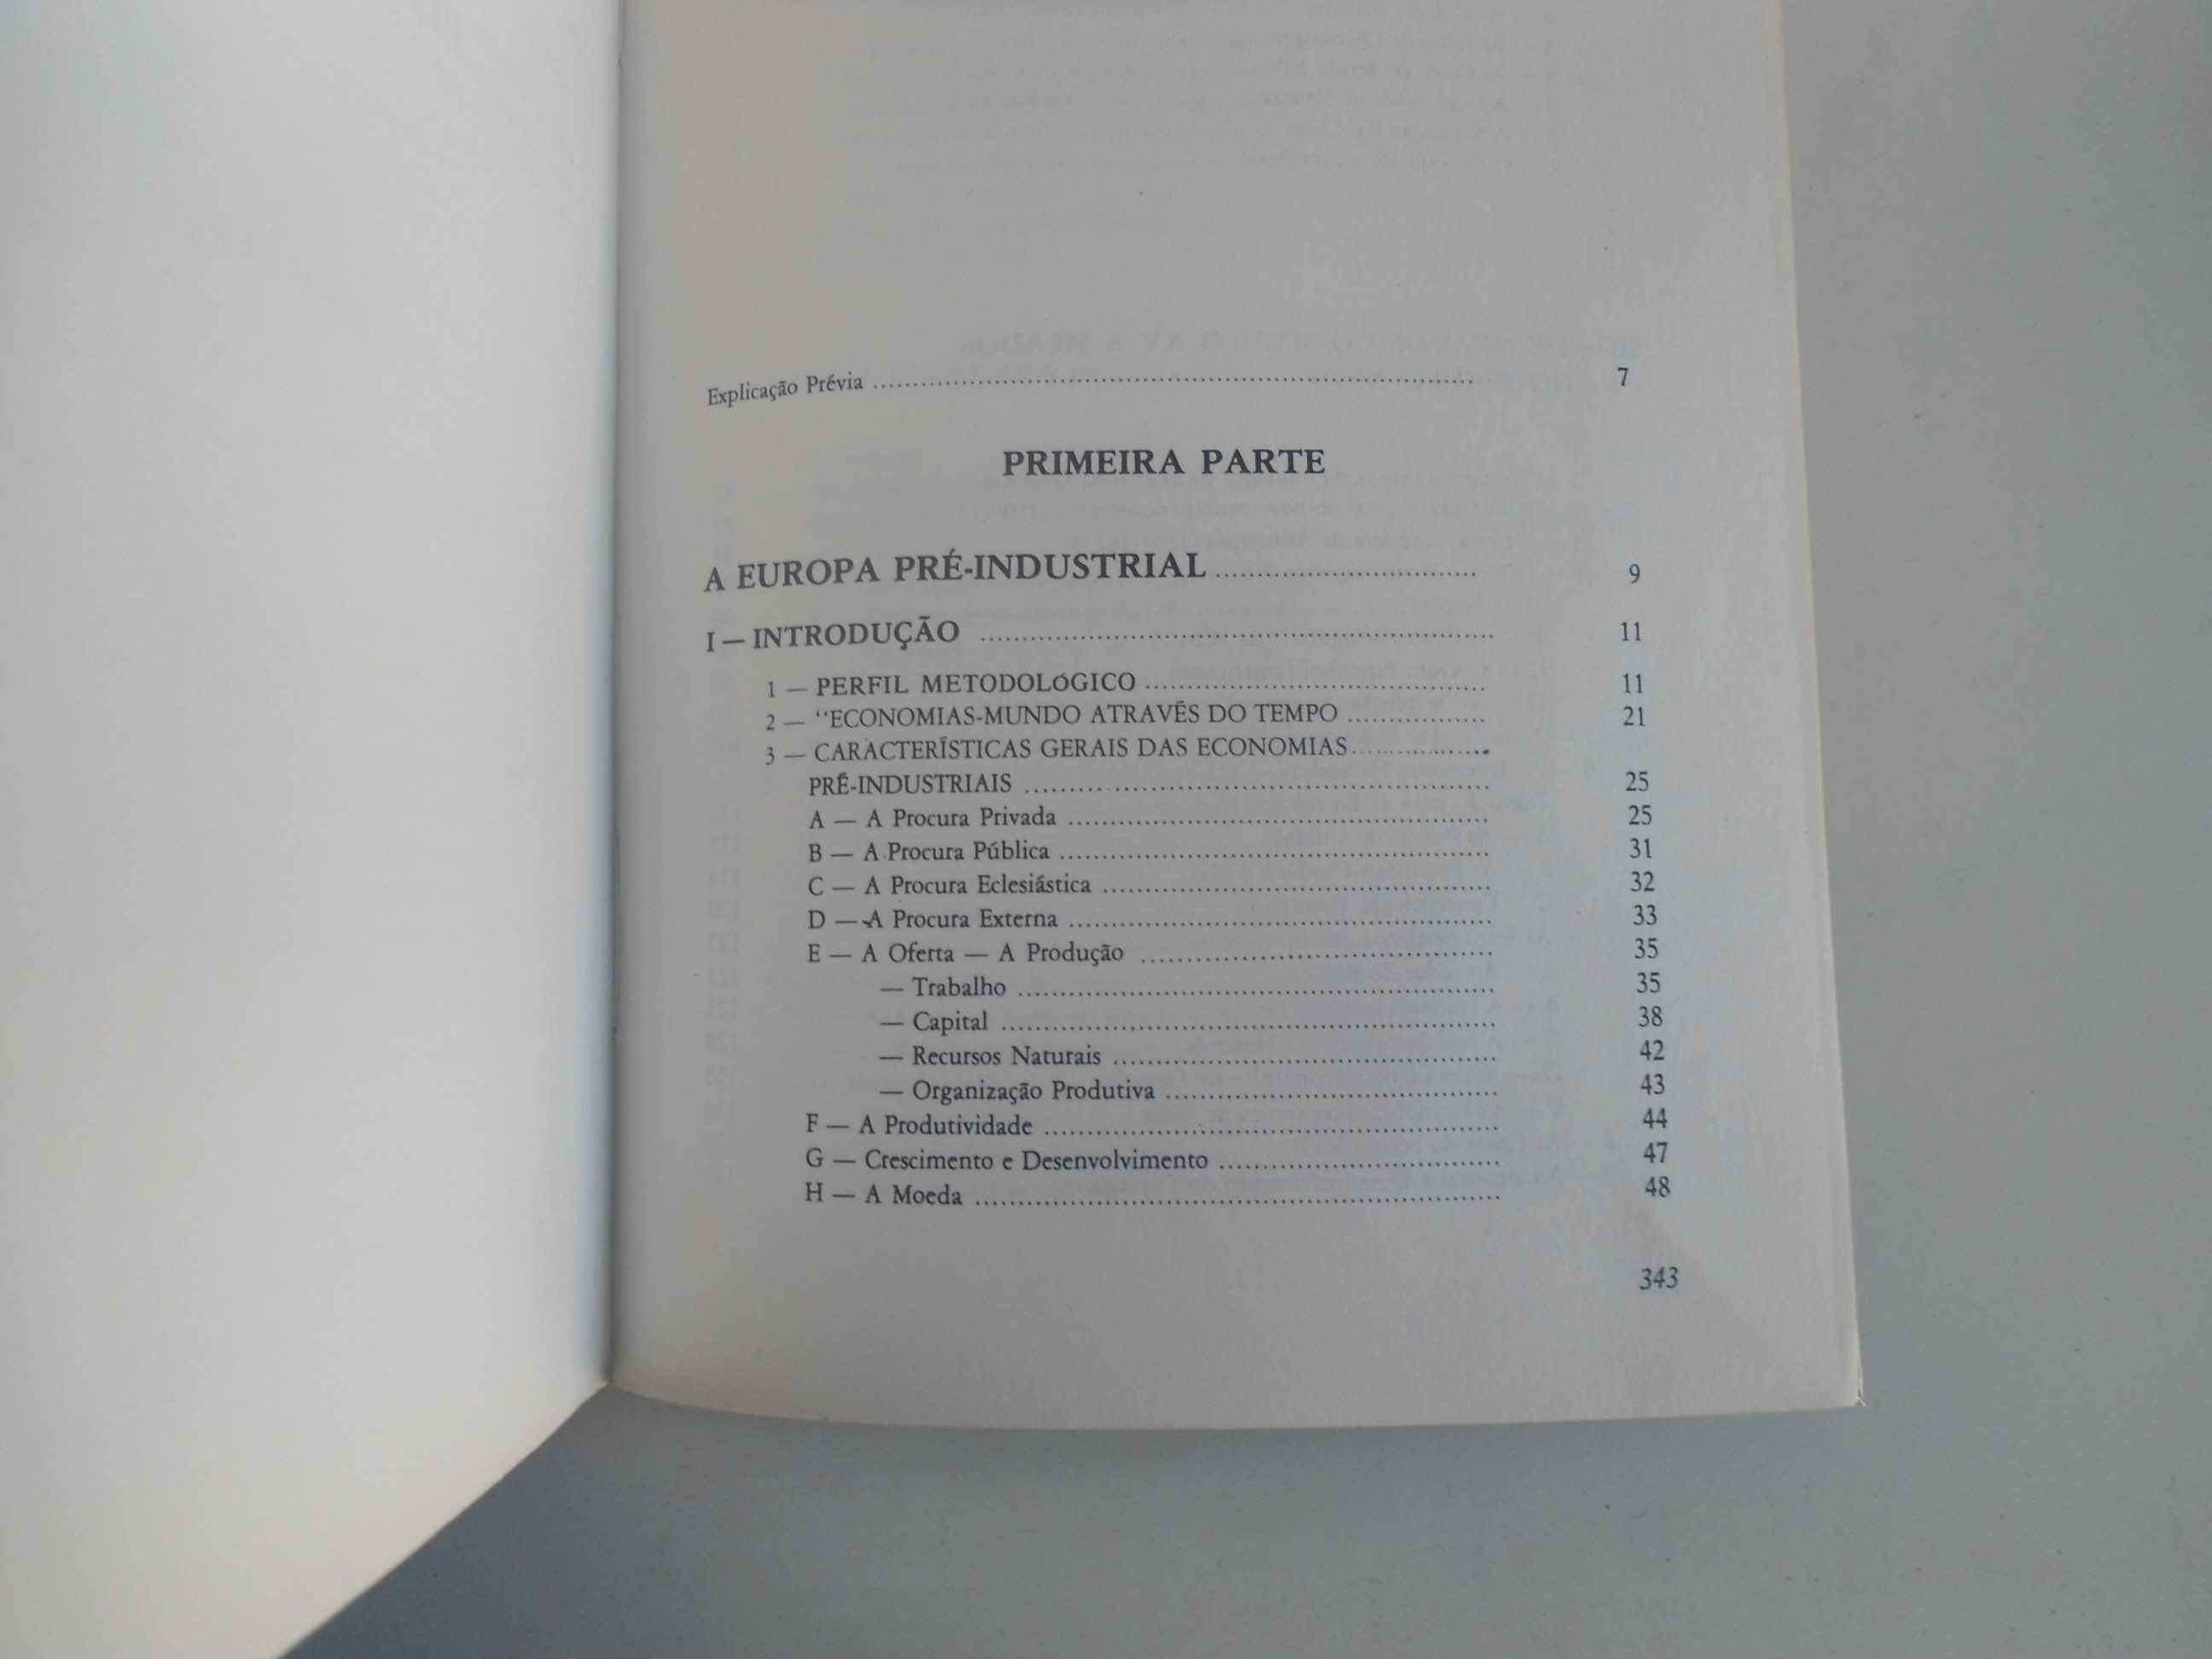 Explicação Prévia .......... 7
PRIMEIRA PARTE
A EUROPA PRÉ-INDUSTRIAL .......... 9
I — INTRODUÇÃO .......... 11
1 — PERFIL METODOLÓGICO .......... 11
2 — "ECONOMIAS-MUNDO ATRAVÉS DO TEMPO .......... 21
3 — CARACTERÍSTICAS GERAIS DAS ECONOMIAS ..........
PRÉ-INDUSTRIAIS .......... 25
A — A Procura Privada .......... 25
B — A Procura Pública .......... 31
C — A Procura Eclesiástica .......... 32
D — A Procura Externa .......... 33
E — A Oferta — A Produção .......... 35
— Trabalho .......... 35
— Capital .......... 38
— Recursos Naturais .......... 42
— Organização Produtiva .......... 43
F — A Produtividade .......... 44
G — Crescimento e Desenvolvimento .......... 47
H — A Moeda .......... 48
343